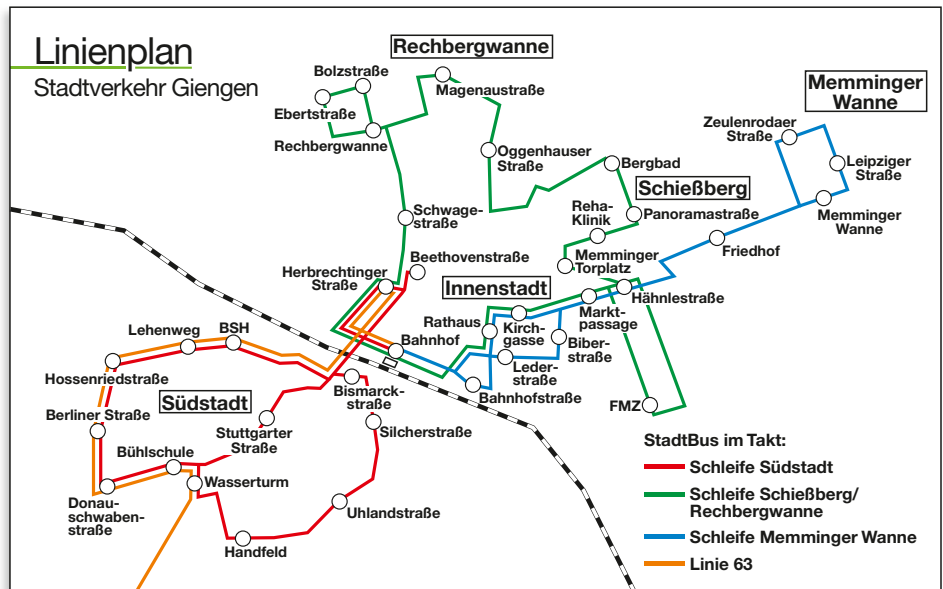 Linienplan
Stadtverkehr Giengen
Rechbergwanne
Memminger
Wanne
Bolzstraße
Ebertstraße
Rechbergwanne
Magenaustraße
Zeulenrodaer
Straße
Leipziger
Straße
Oggenhauser
Straße
Bergbad
Schießberg
Memminger
Wanne
Schwage-
straße
Reha-
Klinik
Panoramastraße
Friedhof
Beethovenstraße
Herbrechtinger
Straße
Memminger
Torplatz
Innenstadt
Hähnlestraße
Markt-
passage
Rathaus
Kirch-
gasse
Lehenweg
BSH
Bahnhof
Biber-
straße
Leder-
straße
Hossenriedstraße
Bismarck-
straße
Bahnhofstraße
Südstadt
FMZ
Berliner Straße
Stuttgarter
Straße
Silcherstraße
Bühlschule
Wasserturm
Donau-
schwaben-
straße
Uhlandstraße
Handfeld
StadtBus im Takt:
Schleife Südstadt
Schleife Schießberg/
Rechbergwanne
Schleife Memminger Wanne
Linie 63